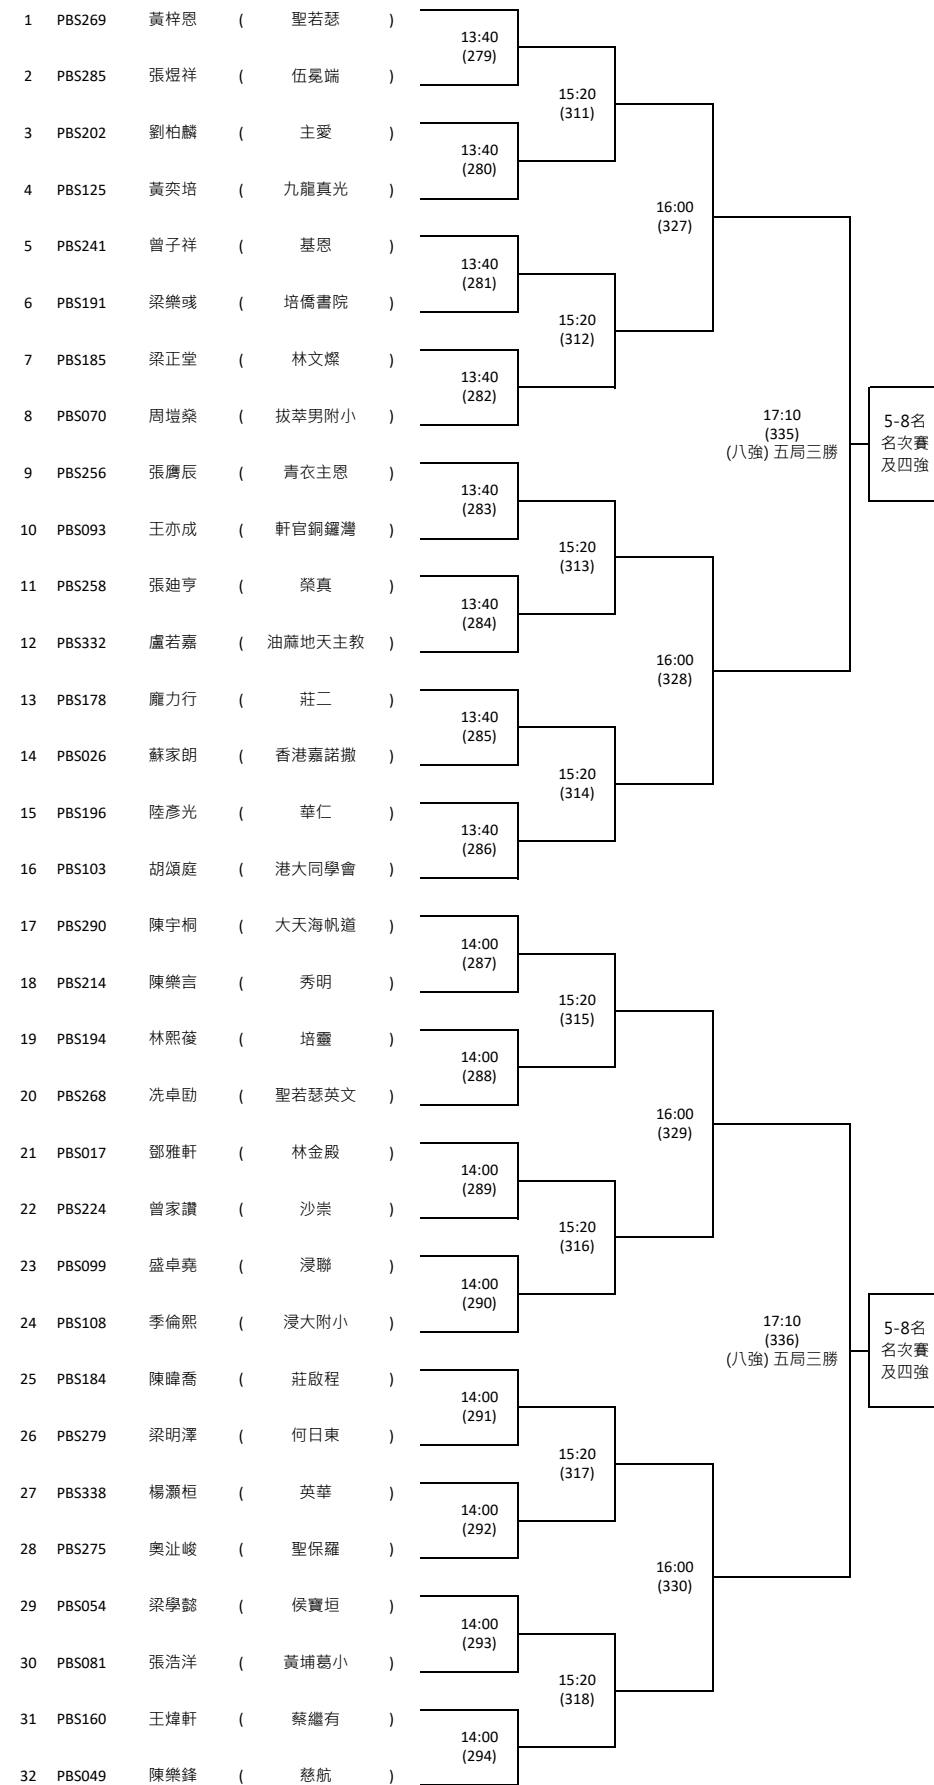 1 PBS269 黃梓恩 ( 聖若瑟 )
13:40
(279)
2 PBS285 張煜祥 ( 伍冕端 )
15:20
(311)
3 PBS202 劉柏麟 ( 主愛 )
13:40
(280)
4 PBS125 黃奕培 ( 九龍真光 )
16:00
(327)
5 PBS241 曾子祥 ( 基恩 )
13:40
(281)
6 PBS191 梁樂彧 ( 培僑書院 )
15:20
(312)
7 PBS185 梁正堂 ( 林文燦 )
13:40
(282)
8 PBS070 周塏燊 ( 拔萃男附小 )
17:10
(335)
(八強) 五局三勝
5-8名
名次賽
及四強
9 PBS256 張膺辰 ( 青衣主恩 )
13:40
(283)
10 PBS093 王亦成 ( 軒官銅鑼灣 )
15:20
(313)
11 PBS258 張廸亨 ( 榮真 )
13:40
(284)
12 PBS332 盧若嘉 ( 油蔴地天主教 )
16:00
(328)
13 PBS178 龐力行 ( 莊二 )
13:40
(285)
14 PBS026 蘇家朗 ( 香港嘉諾撒 )
15:20
(314)
15 PBS196 陸彥光 ( 華仁 )
13:40
(286)
16 PBS103 胡頌庭 ( 港大同學會 )
17 PBS290 陳宇桐 ( 大天海帆道 )
14:00
(287)
18 PBS214 陳樂言 ( 秀明 )
15:20
(315)
19 PBS194 林熙葰 ( 培靈 )
14:00
(288)
20 PBS268 冼卓劻 ( 聖若瑟英文 )
16:00
(329)
21 PBS017 鄧雅軒 ( 林金殿 )
14:00
(289)
22 PBS224 曾家讚 ( 沙崇 )
15:20
(316)
23 PBS099 盛卓堯 ( 浸聯 )
14:00
(290)
24 PBS108 季倫熙 ( 浸大附小 )
17:10
(336)
(八強) 五局三勝
5-8名
名次賽
及四強
25 PBS184 陳暐喬 ( 莊啟程 )
14:00
(291)
26 PBS279 梁明澤 ( 何日東 )
15:20
(317)
27 PBS338 楊灝桓 ( 英華 )
14:00
(292)
28 PBS275 奧沚峻 ( 聖保羅 )
16:00
(330)
29 PBS054 梁學懿 ( 侯寶垣 )
14:00
(293)
30 PBS081 張浩洋 ( 黃埔葛小 )
15:20
(318)
31 PBS160 王煒軒 ( 蔡繼有 )
14:00
(294)
32 PBS049 陳樂鋒 ( 慈航 )